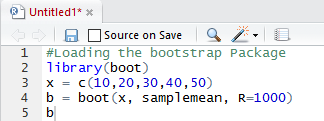 Untitled1*
Source on Save
1 #Loading the bootstrap Package
2 library(boot)
3 x = c(10,20,30,40,50)
4 b = boot(x, samplemean, R=1000)
5 b